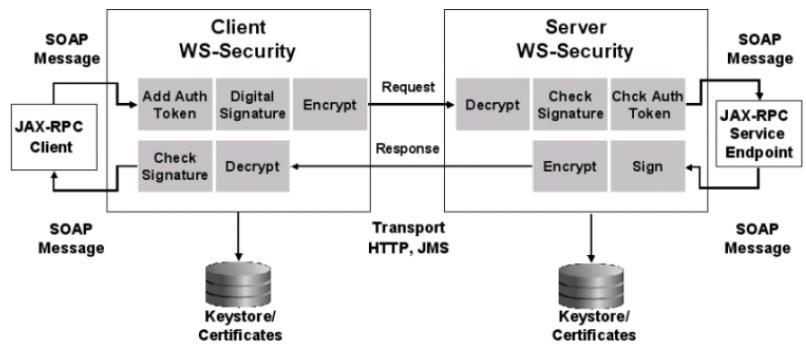 Client
WS-Security
Server
WS-Security
SOAP
Message
SOAP
Message
Add Auth
Token
Digital
Signature
Encrypt
Request
Decrypt
Check
Signature
Chck Auth
Token
JAX-RPC
Client
JAX-RPC
Service
Endpoint
Check
Signature
Decrypt
Response
Encrypt
Sign
SOAP
Message
Transport
HTTP, JMS
SOAP
Message
Keystore/
Certificates
Keystore/
Certificates